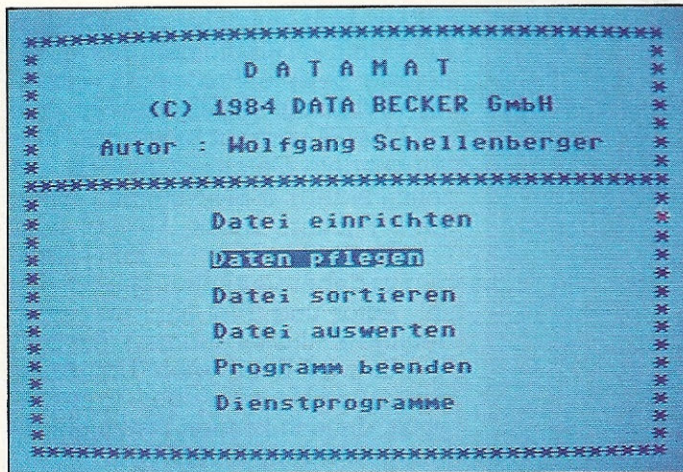 D A T A M A T
(C) 1984 DATA BECKER GmbH
Autor : Wolfgang Schellenberger
Datei einrichten
Daten pflegen
Datei sortieren
Datei auswerten
Programm beenden
Dienstprogramme